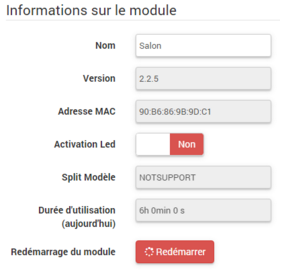 Informations sur le module
Nom Salon
Version 2.2.5
Adresse MAC 90:B6:86:9B:9D:C1
Activation Led Non
Split Modèle NOTSUPPORT
Durée d'utilisation
(aujourd'hui) 6h 0min 0 s
Redémarrage du module Redémarrer